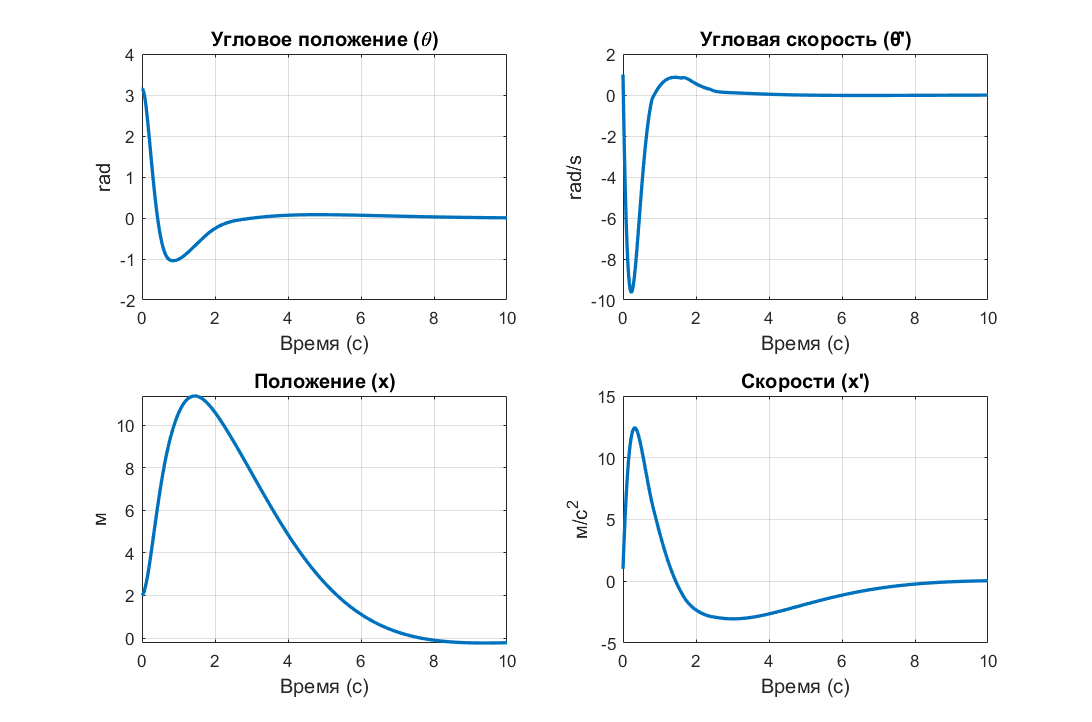 Угловое положение (θ)
4
3
2
1
0
-1
-2
rad
0 2 4 6 8 10
Время (с)
Угловая скорость (θ')
2
0
-2
-4
-6
-8
-10
rad/s
0 2 4 6 8 10
Время (с)
Положение (x)
10
8
6
4
2
0
м
0 2 4 6 8 10
Время (с)
Скорости (x')
15
10
5
0
-5
м/с²
0 2 4 6 8 10
Время (с)